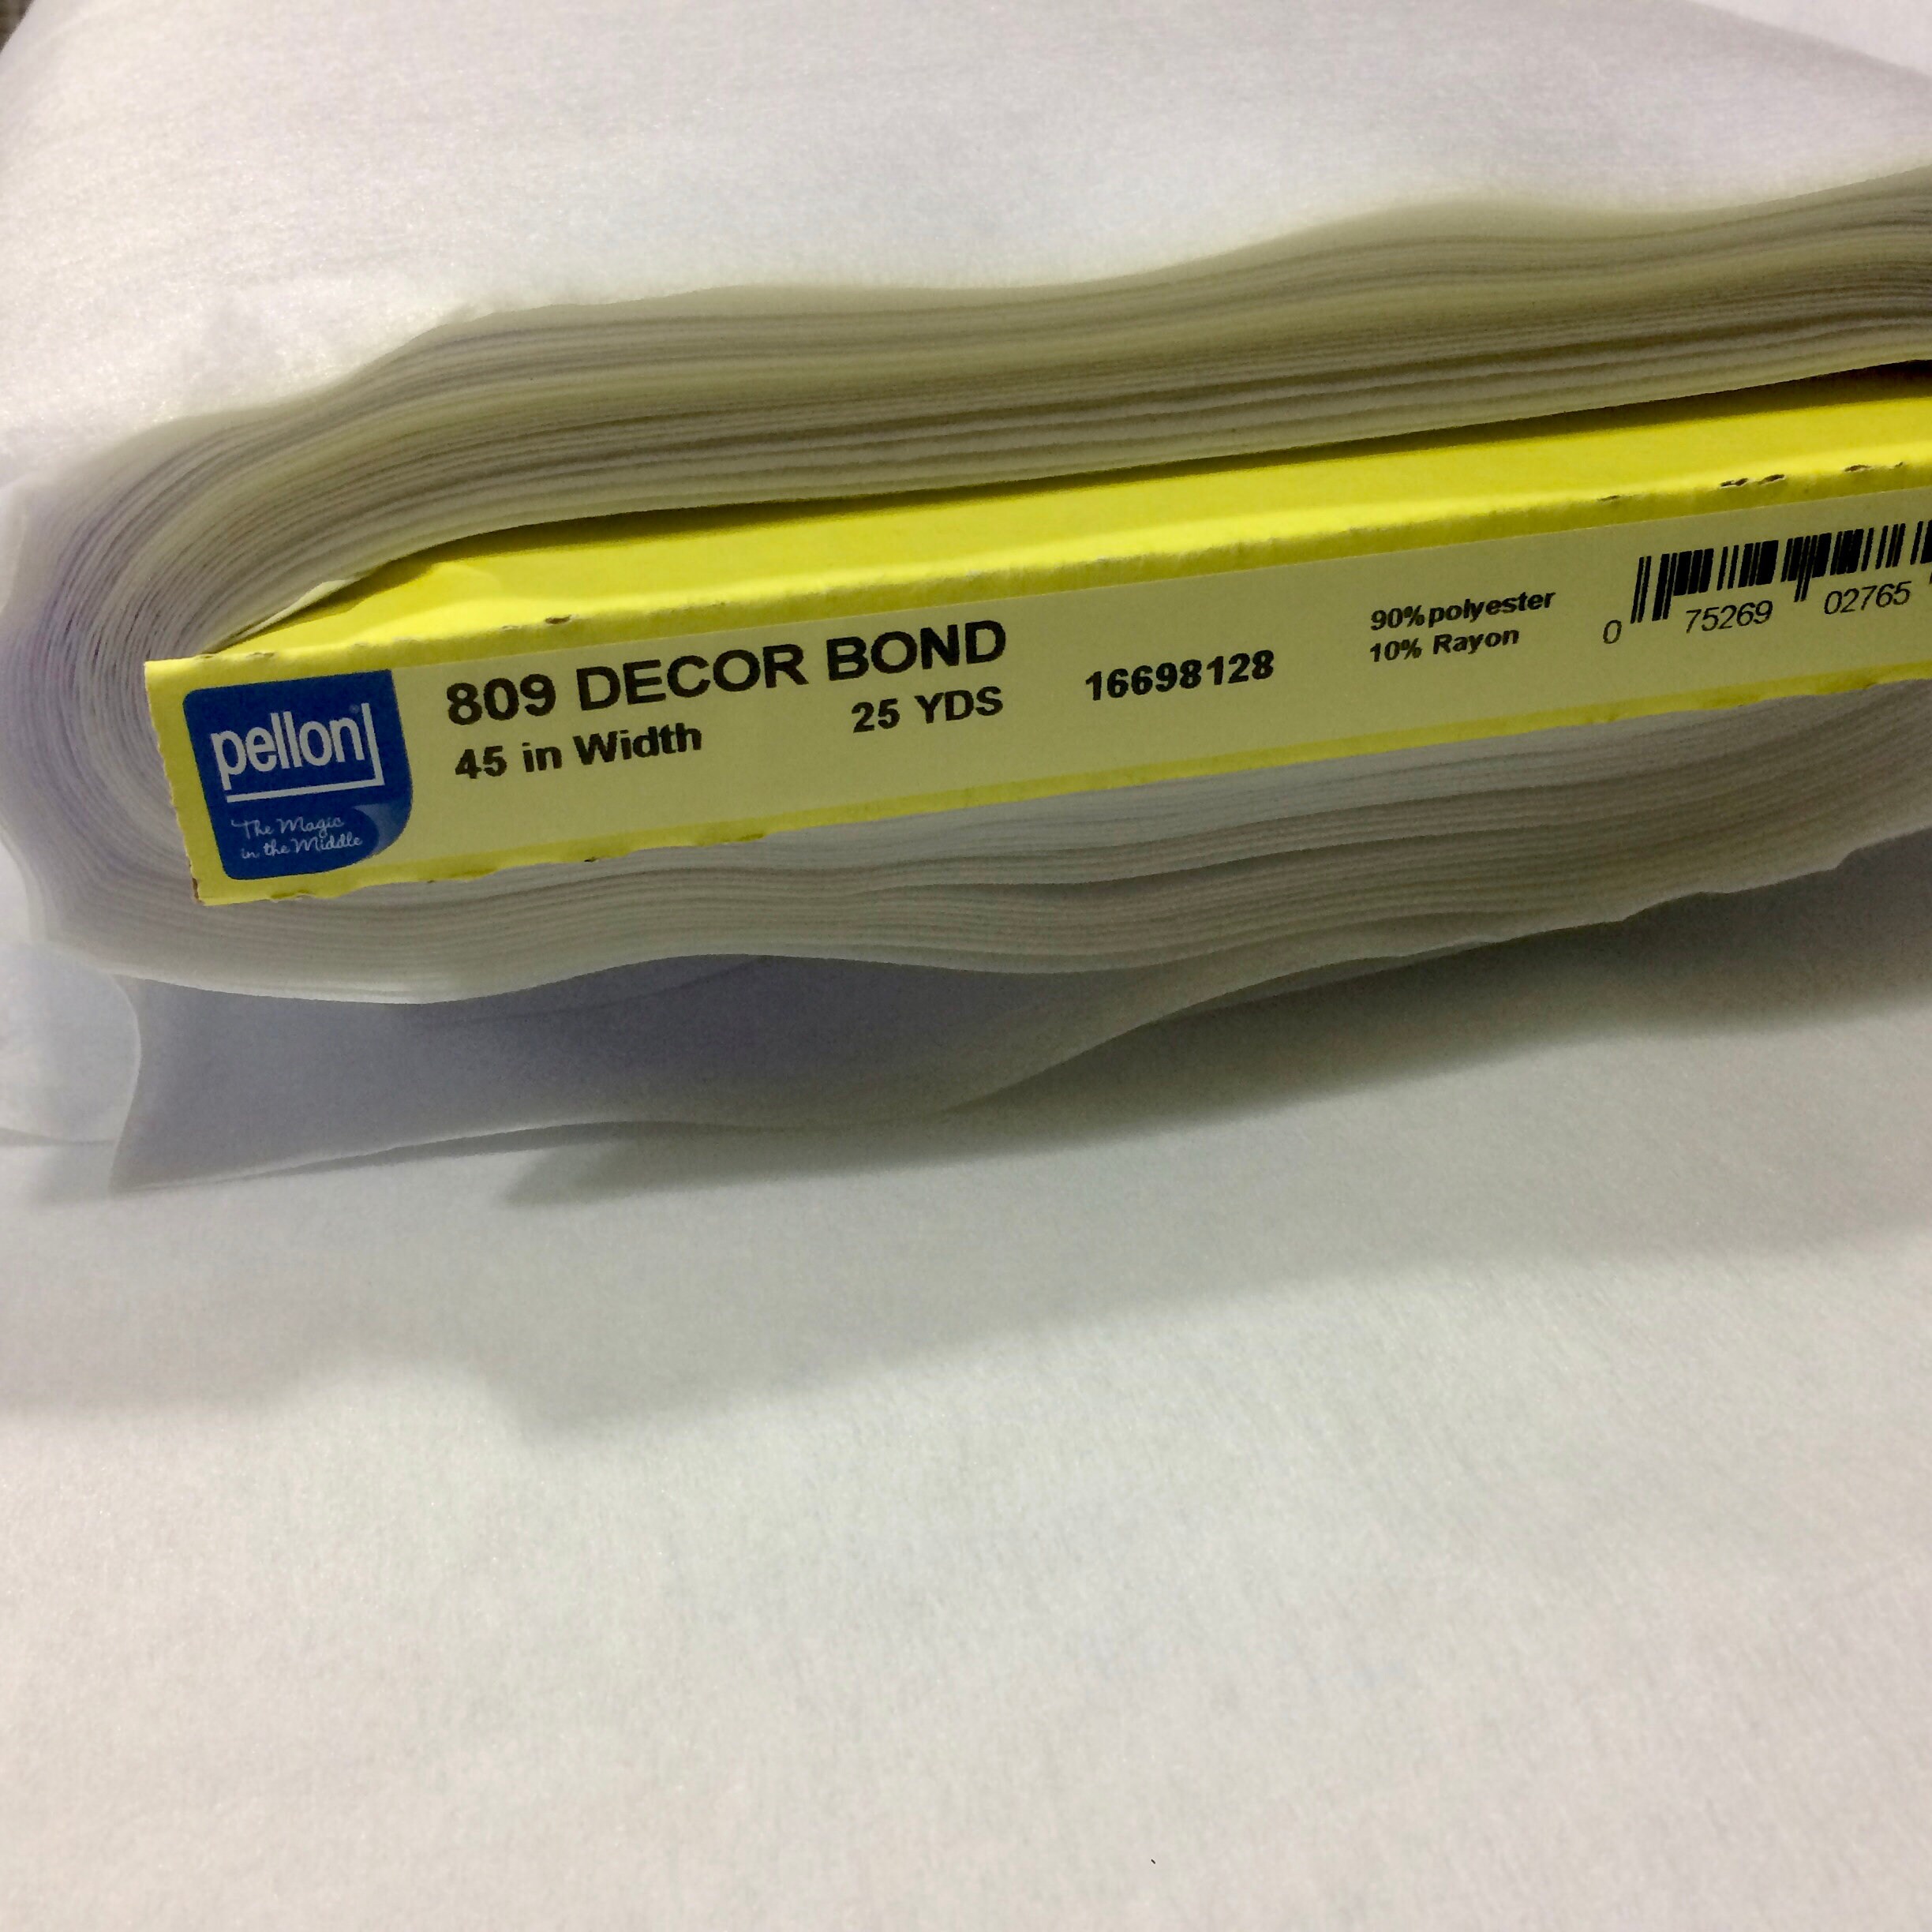 pellon®
The Magic
in the Middle
809 DECOR BOND
45 in Width 25 YDS
16698128
90%polyester
10% Rayon
0 75269 02765